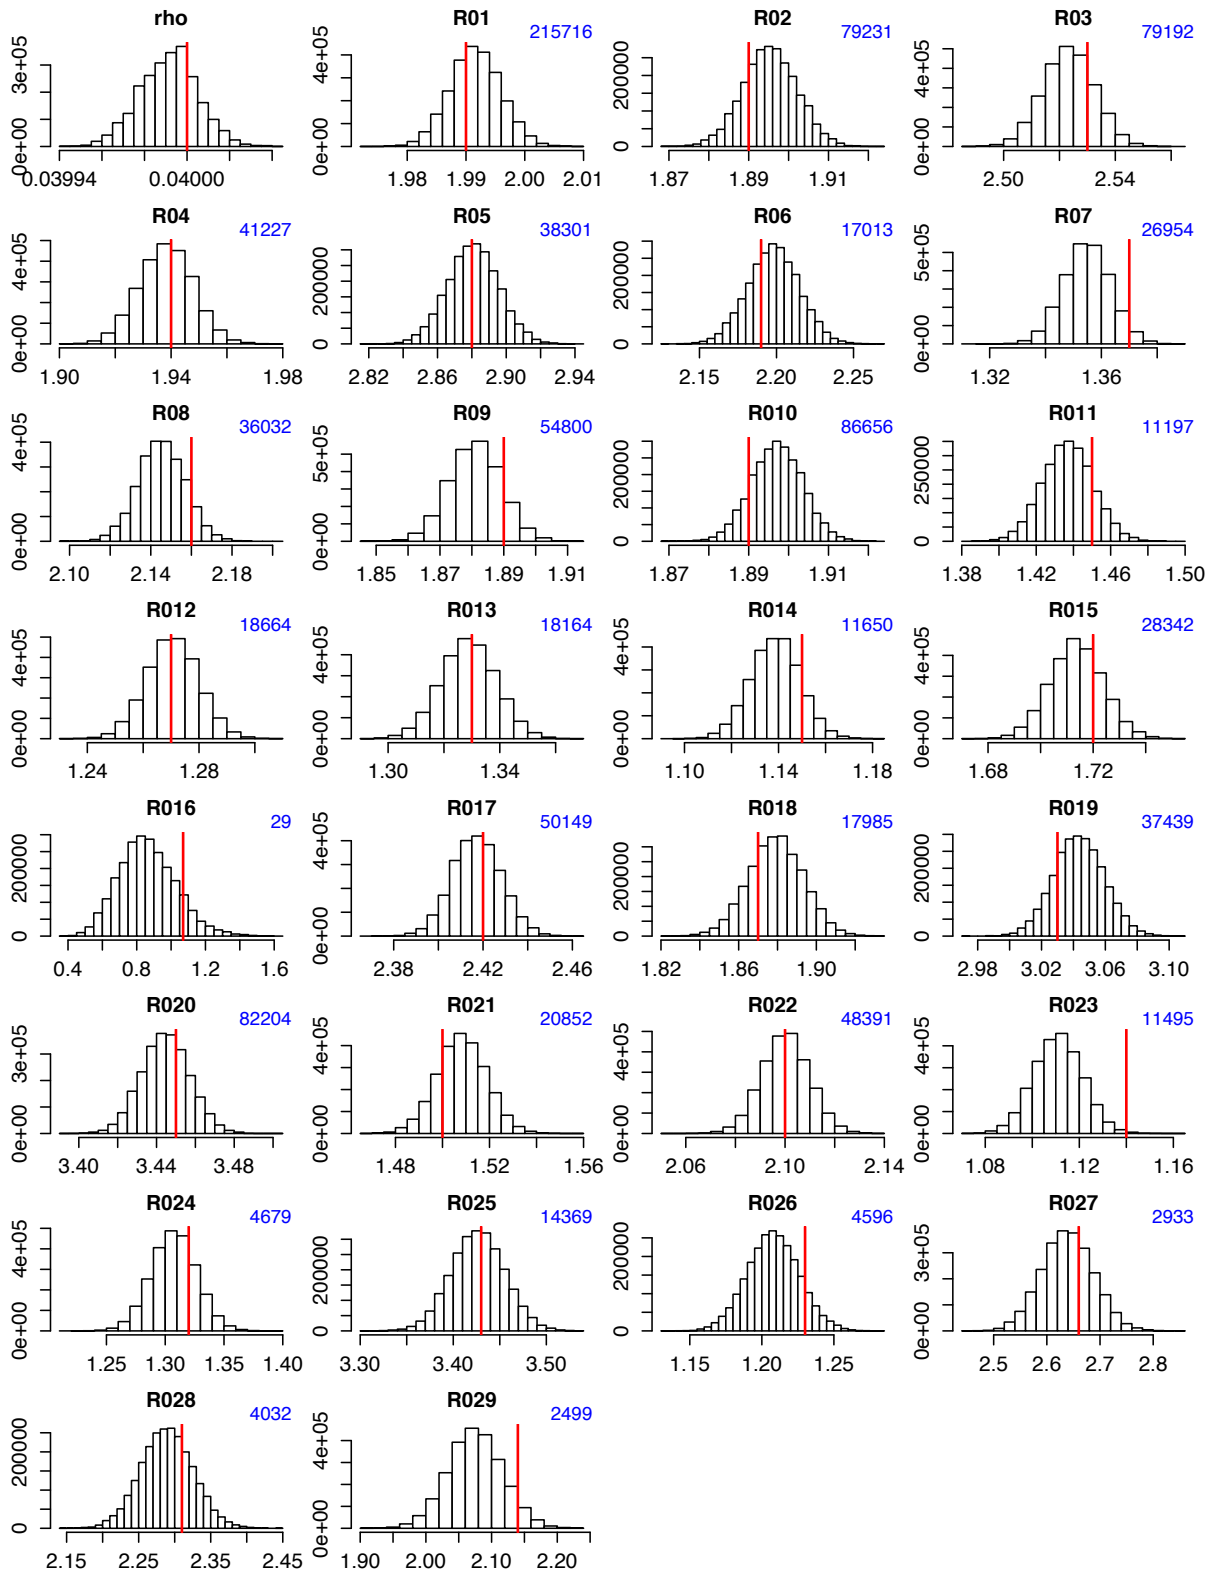 rho
0e+00 3e+05
0.03994 0.04000
R01
215716
0e+00 4e+05
1.98 1.99 2.00 2.01
R02
79231
0 200000
1.87 1.89 1.91
R03
79192
0e+00 4e+05
2.50 2.54
R04
41227
0e+00 4e+05
1.90 1.94 1.98
R05
38301
0 200000
2.82 2.86 2.90 2.94
R06
17013
0 200000
2.15 2.20 2.25
R07
26954
0e+00 5e+05
1.32 1.36
R08
36032
0e+00 4e+05
2.10 2.14 2.18
R09
54800
0e+00 5e+05
1.85 1.87 1.89 1.91
R010
86656
0 200000
1.87 1.89 1.91
R011
11197
0 250000
1.38 1.42 1.46 1.50
R012
18664
0e+00 4e+05
1.24 1.28
R013
18164
0e+00 4e+05
1.30 1.34
R014
11650
0e+00 4e+05
1.10 1.14 1.18
R015
28342
0e+00 4e+05
1.68 1.72
R016
29
0 200000
0.4 0.8 1.2 1.6
R017
50149
0e+00 4e+05
2.38 2.42 2.46
R018
17985
0 200000
1.82 1.86 1.90
R019
37439
0 200000
2.98 3.02 3.06 3.10
R020
82204
0e+00 3e+05
3.40 3.44 3.48
R021
20852
0e+00 4e+05
1.48 1.52 1.56
R022
48391
0e+00 4e+05
2.06 2.10 2.14
R023
11495
0e+00 4e+05
1.08 1.12 1.16
R024
4679
0e+00 4e+05
1.25 1.30 1.35 1.40
R025
14369
0 200000
3.30 3.40 3.50
R026
4596
0 200000
1.15 1.20 1.25
R027
2933
0e+00 3e+05
2.5 2.6 2.7 2.8
R028
4032
0 200000
2.15 2.25 2.35 2.45
R029
2499
0e+00 4e+05
1.90 2.00 2.10 2.20